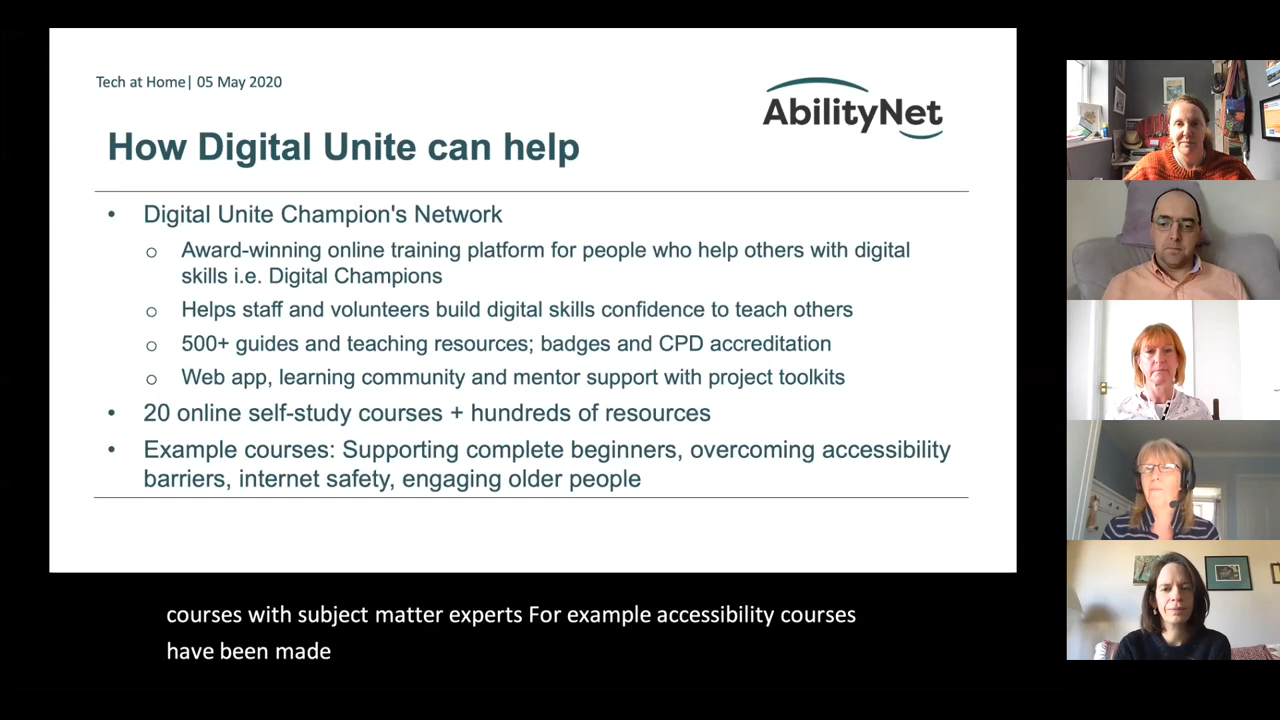 Tech at Home| 05 May 2020
AbilityNet
How Digital Unite can help
• Digital Unite Champion's Network
o Award-winning online training platform for people who help others with digital
skills i.e. Digital Champions
o Helps staff and volunteers build digital skills confidence to teach others
o 500+ guides and teaching resources; badges and CPD accreditation
o Web app, learning community and mentor support with project toolkits
• 20 online self-study courses + hundreds of resources
• Example courses: Supporting complete beginners, overcoming accessibility
barriers, internet safety, engaging older people
courses with subject matter experts For example accessibility courses
have been made